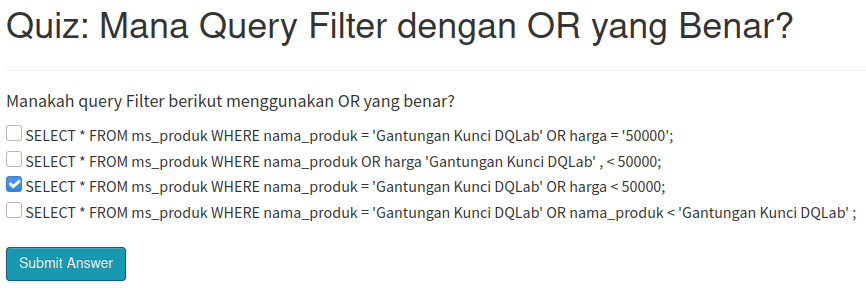 Quiz: Mana Query Filter dengan OR yang Benar?
Manakah query Filter berikut menggunakan OR yang benar?
SELECT * FROM ms_produk WHERE nama_produk = 'Gantungan Kunci DQLab' OR harga = '50000';
SELECT * FROM ms_produk WHERE nama_produk OR harga 'Gantungan Kunci DQLab' , < 50000;
SELECT * FROM ms_produk WHERE nama_produk = 'Gantungan Kunci DQLab' OR harga < 50000;
SELECT * FROM ms_produk WHERE nama_produk = 'Gantungan Kunci DQLab' OR nama_produk < 'Gantungan Kunci DQLab' ;
Submit Answer